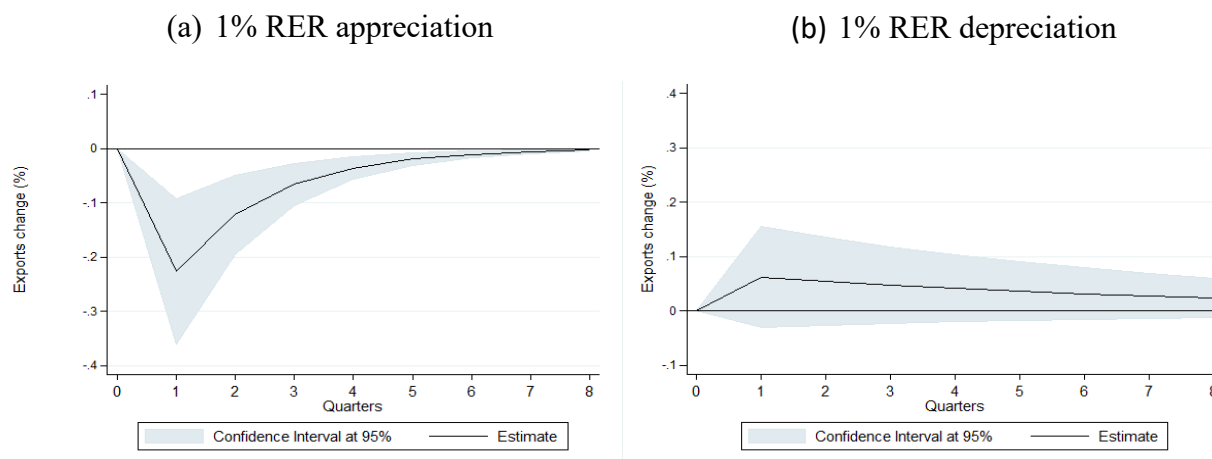 (a) 1% RER appreciation
.1
0
-.1
-.2
-.3
-.4
Exports change (%)
0 1 2 3 4 5 6 7 8
Quarters
Confidence Interval at 95% Estimate
(b) 1% RER depreciation
.4
.3
.2
.1
0
-.1
Exports change (%)
0 1 2 3 4 5 6 7 8
Quarters
Confidence Interval at 95% Estimate